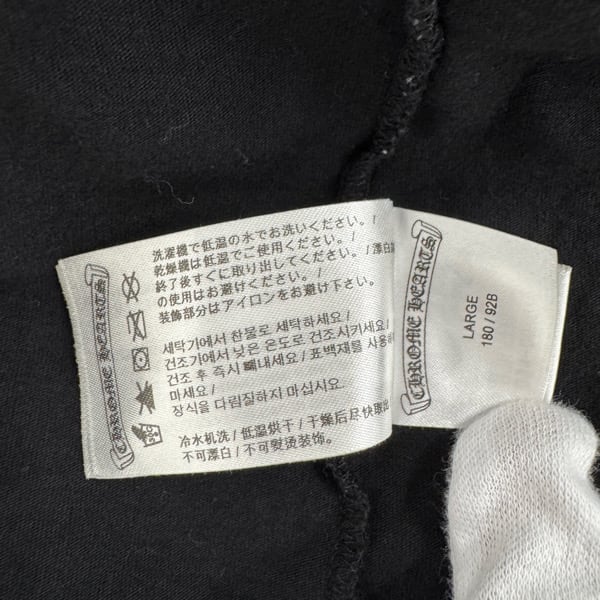 CHROME HEARTS
洗濯機で低温の水でお洗いください。/
乾燥機は低温でご使用ください。/
終了後すぐに取り出してください。/漂白剤
の使用はお避けください。/
装飾部分はアイロンをお避け下さい。
세탁기에서 찬물로 세탁하세요/
건조기에서 낮은 온도로 건조시키세요/
건조 후 즉시 빼내세요/표백제를 사용하지
마세요/
장식을 다림질하지 마십시요.
冷水机洗/低温烘干/干燥后尽快取出
不可漂白/不可熨烫装饰。
CHROME HEARTS
LARGE
180/92B